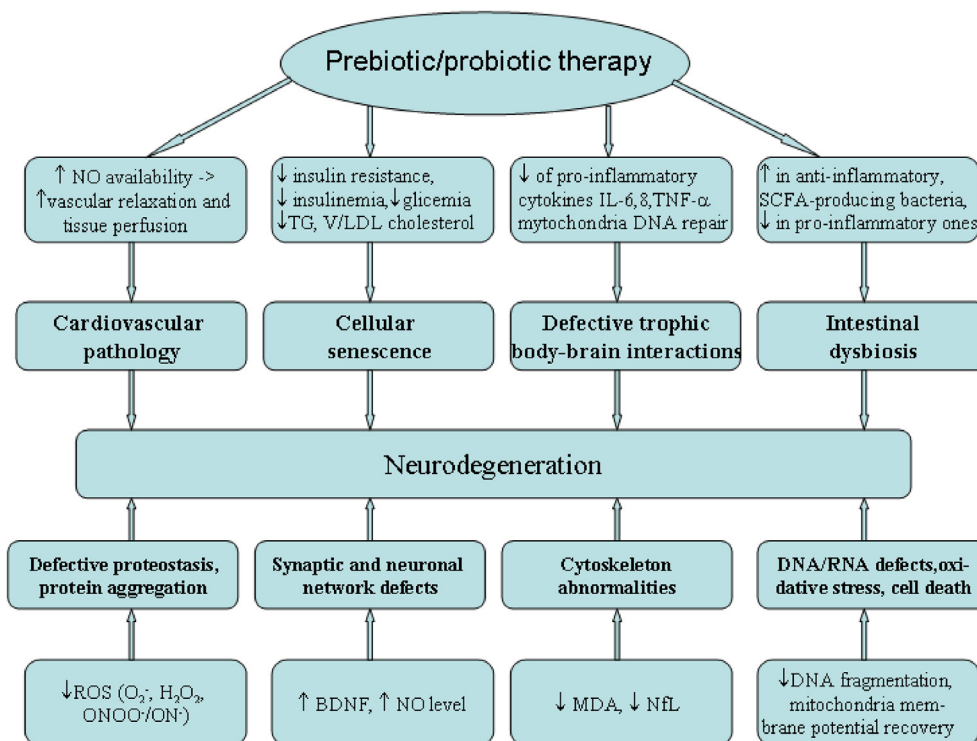 Prebiotic/probiotic therapy
↑ NO availability ->
↑vascular relaxation and
tissue perfusion
↓ insulin resistance,
↓ insulinemia,↓glicemia
↓TG, V/LDL cholesterol
↓ of pro-inflammatory
cytokines IL-6,8,TNF-α
mytochondria DNA repair
↑ in anti-inflammatory,
SCFA-producing bacteria,
↓ in pro-inflammatory ones
Cardiovascular
pathology
Cellular
senescence
Defective trophic
body-brain interactions
Intestinal
dysbiosis
Neurodegeneration
Defective proteostasis,
protein aggregation
Synaptic and neuronal
network defects
Cytoskeleton
abnormalities
DNA/RNA defects,oxi-
dative stress, cell death
↓ROS (O₂⁻, H₂O₂,
ONOO⁻/ON⁻)
↑ BDNF, ↑ NO level
↓ MDA, ↓ NfL
↓DNA fragmentation,
mitochondria mem-
brane potential recovery